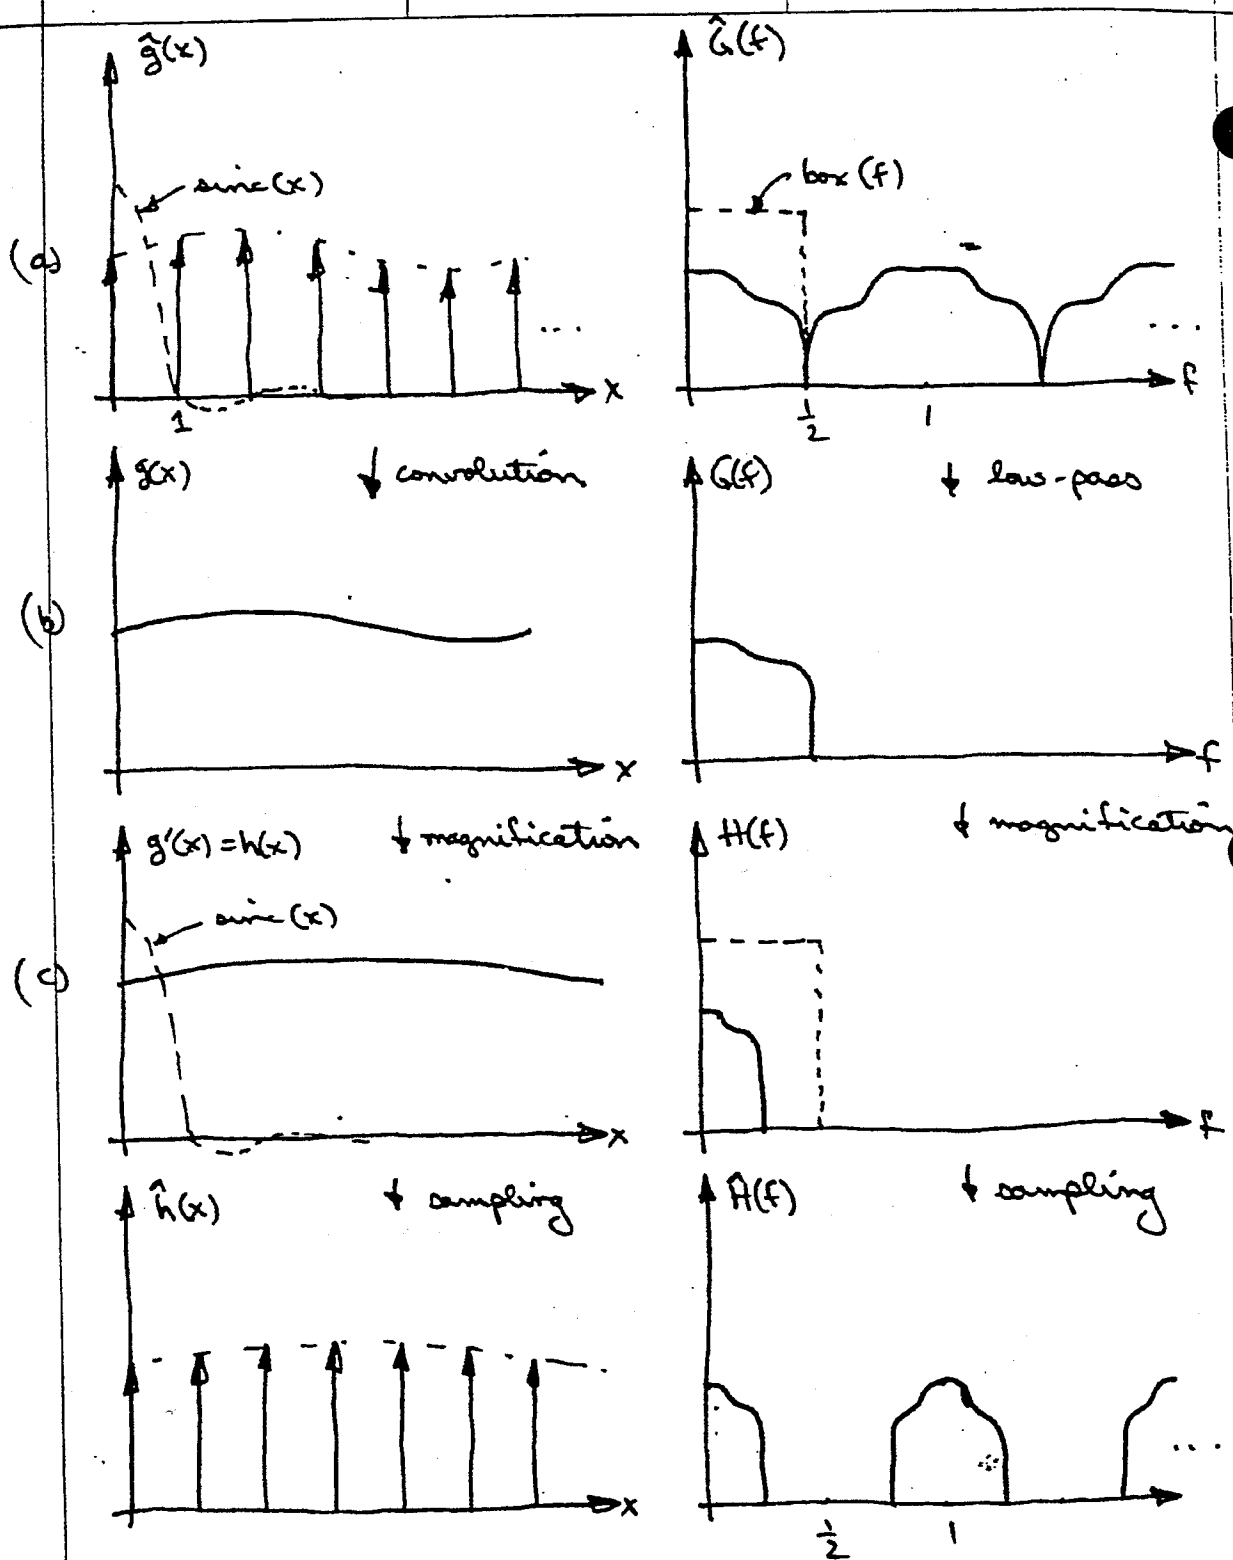 ĝ(x) Ĝ(f)
sinc(x) box(f)
(a)
... ...
x f
1 1/2 1
g(x) ↓ convolution G(f) ↓ low-pass
(b)
x f
g'(x) = h(x) ↓ magnification H(f) ↓ magnification
sinc(x)
(c)
x f
ĥ(x) ↓ sampling Ĥ(f) ↓ sampling
...
x
1/2 1